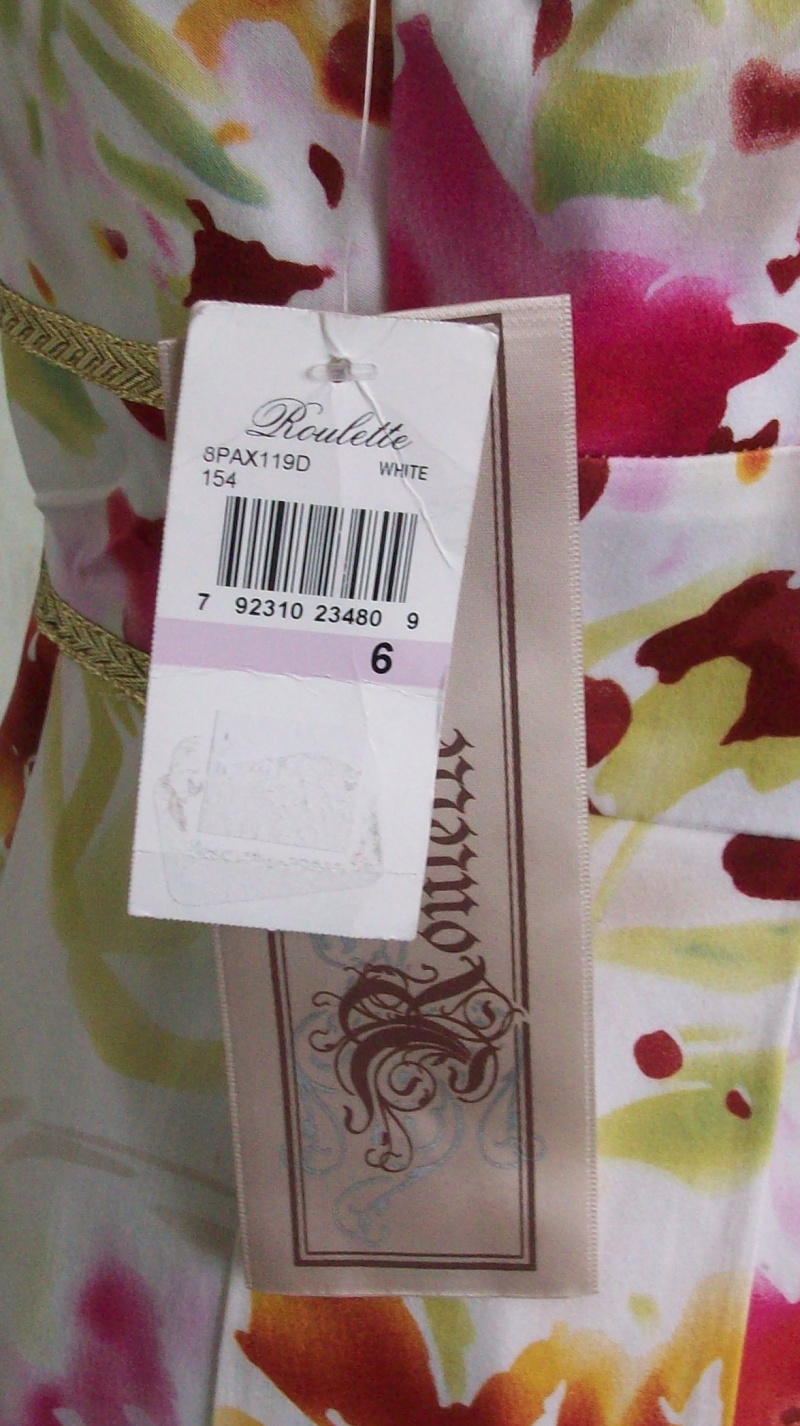 Roulette
8PAX119D
WHITE
154
7 92310 23480 9
6